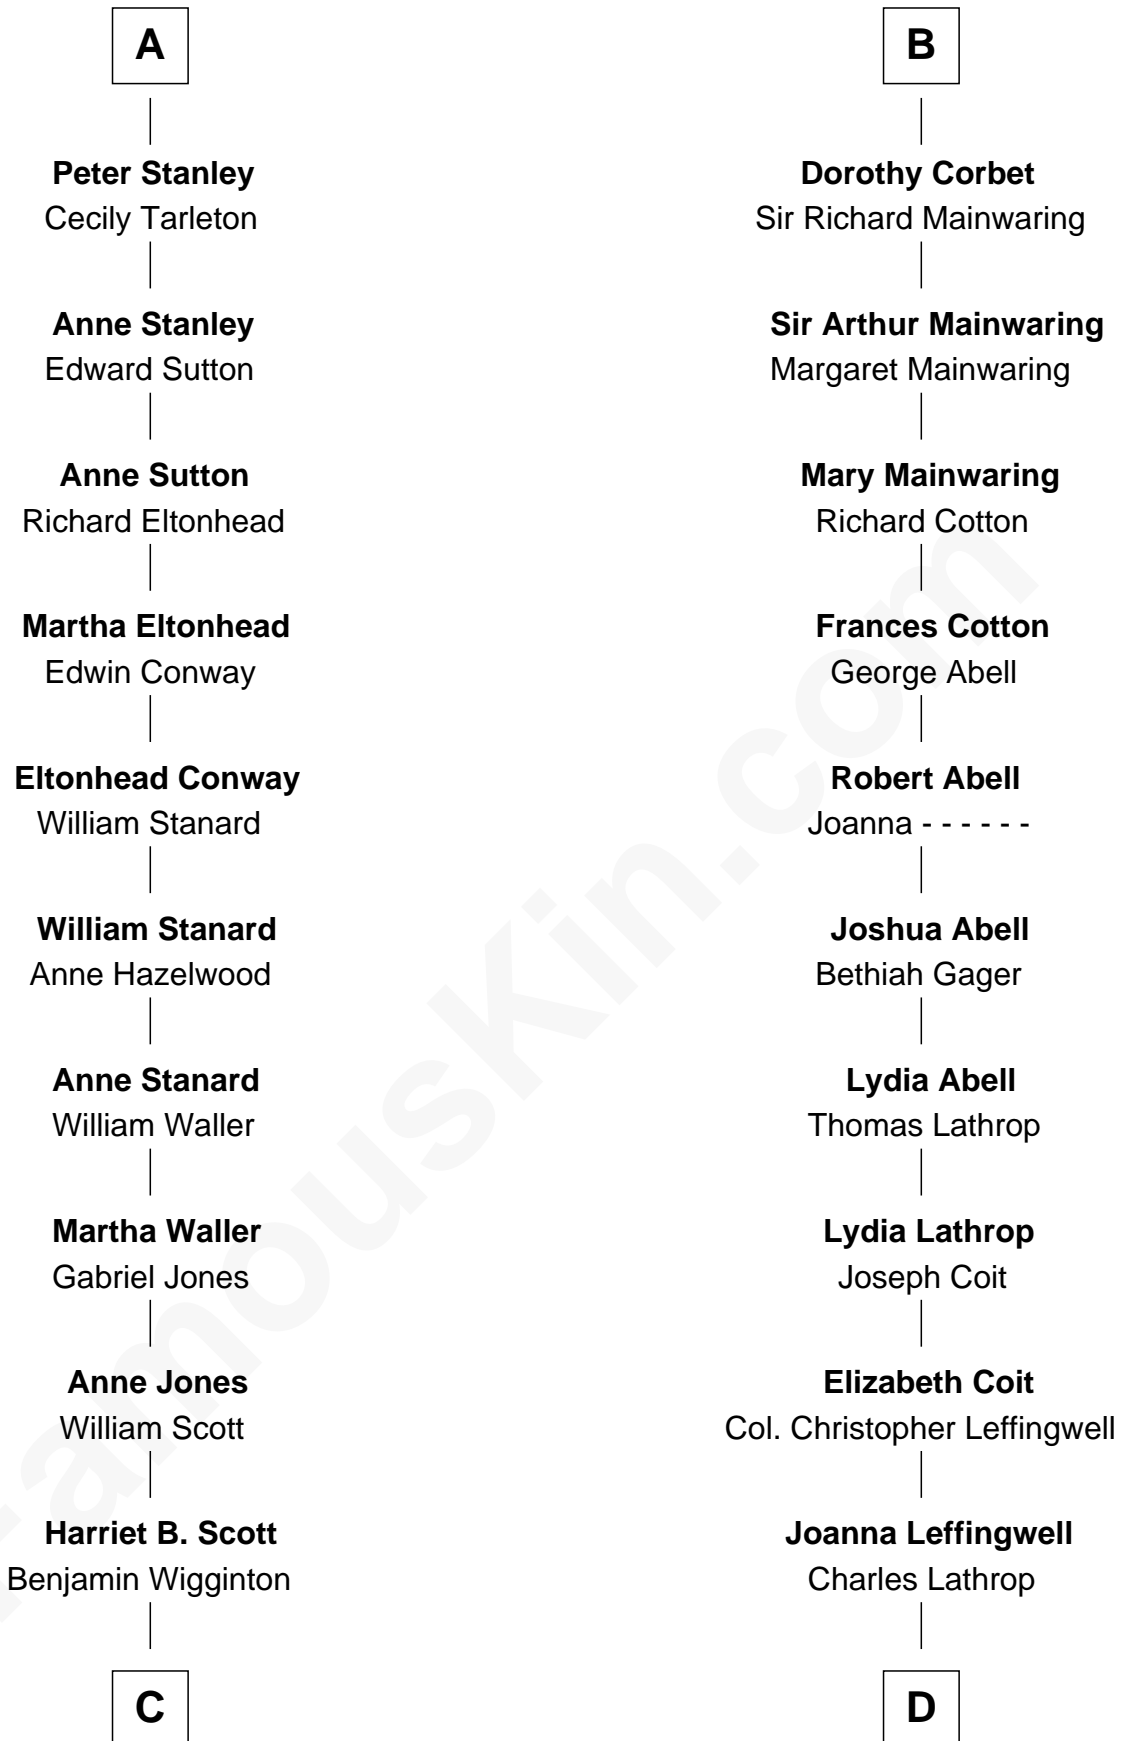 A
Peter Stanley
Cecily Tarleton
Anne Stanley
Edward Sutton
Anne Sutton
Richard Eltonhead
Martha Eltonhead
Edwin Conway
Eltonhead Conway
William Stanard
William Stanard
Anne Hazelwood
Anne Stanard
William Waller
Martha Waller
Gabriel Jones
Anne Jones
William Scott
Harriet B. Scott
Benjamin Wigginton
C
B
Dorothy Corbet
Sir Richard Mainwaring
Sir Arthur Mainwaring
Margaret Mainwaring
Mary Mainwaring
Richard Cotton
Frances Cotton
George Abell
Robert Abell
Joanna - - - - - -
Joshua Abell
Bethiah Gager
Lydia Abell
Thomas Lathrop
Lydia Lathrop
Joseph Coit
Elizabeth Coit
Col. Christopher Leffingwell
Joanna Leffingwell
Charles Lathrop
D
FamousKin.com